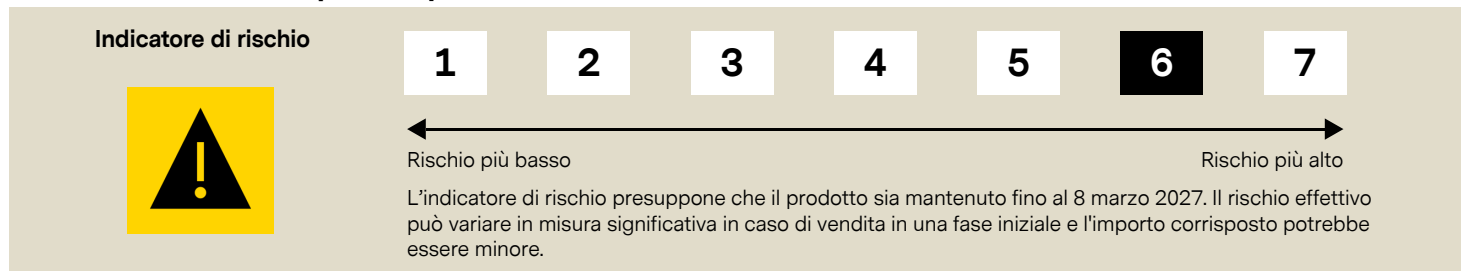 Indicatore di rischio
1 2 3 4 5 6 7
Rischio più basso Rischio più alto
L'indicatore di rischio presuppone che il prodotto sia mantenuto fino al 8 marzo 2027. Il rischio effettivo
può variare in misura significativa in caso di vendita in una fase iniziale e l'importo corrisposto potrebbe
essere minore.